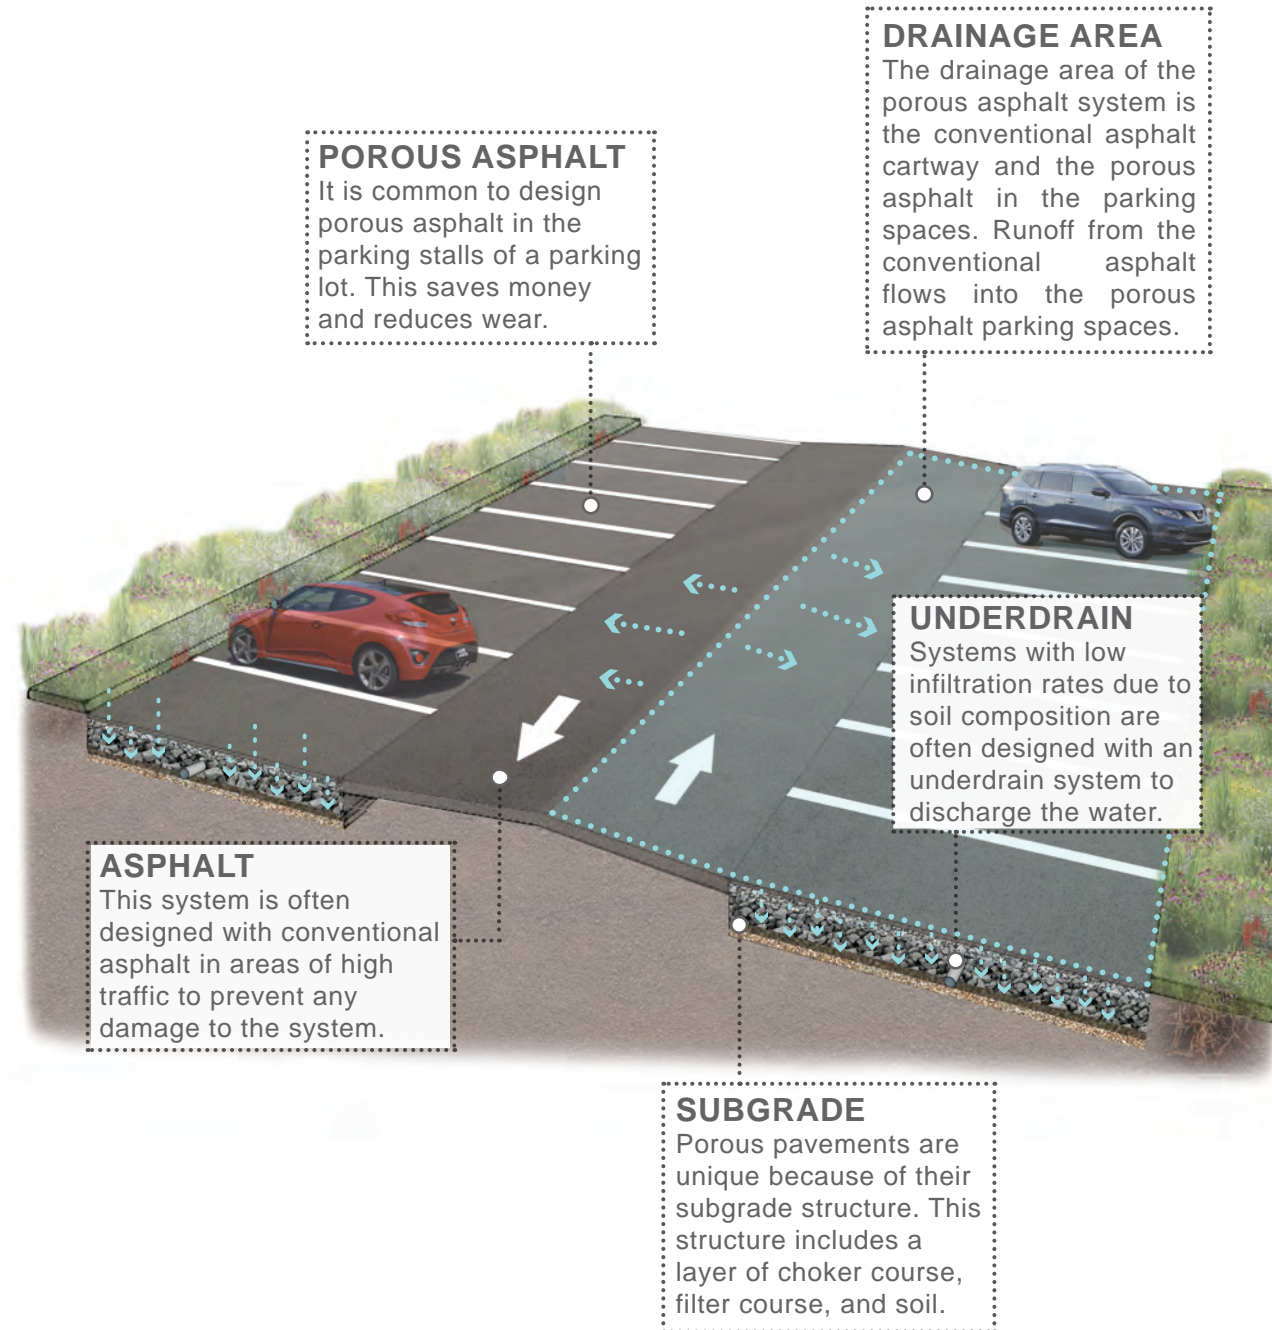 DRAINAGE AREA
The drainage area of the
porous asphalt system is
the conventional asphalt
cartway and the porous
asphalt in the parking
spaces. Runoff from the
conventional asphalt
flows into the porous
asphalt parking spaces.
POROUS ASPHALT
It is common to design
porous asphalt in the
parking stalls of a parking
lot. This saves money
and reduces wear.
UNDERDRAIN
Systems with low
infiltration rates due to
soil composition are
often designed with an
underdrain system to
discharge the water.
ASPHALT
This system is often
designed with conventional
asphalt in areas of high
traffic to prevent any
damage to the system.
SUBGRADE
Porous pavements are
unique because of their
subgrade structure. This
structure includes a
layer of choker course,
filter course, and soil.